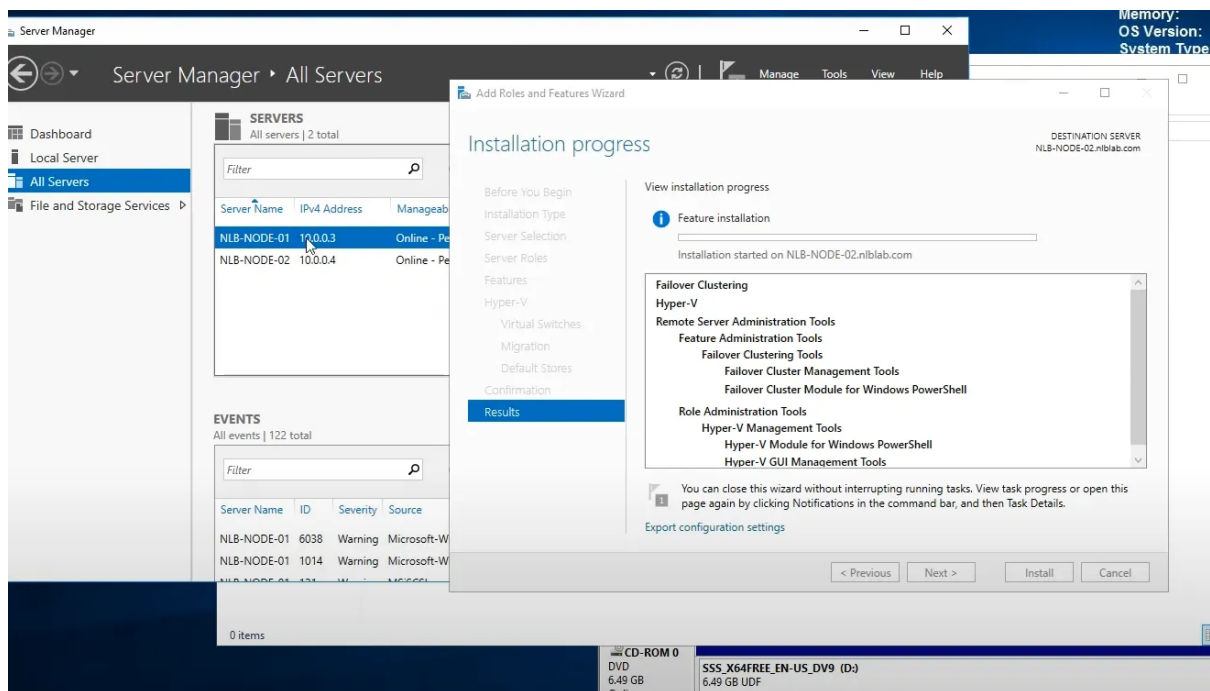 Memory:
OS Version:
System Type
Server Manager
Server Manager ‣ All Servers
Manage Tools View Help
Dashboard
Local Server
All Servers
File and Storage Services
SERVERS
All servers | 2 total
Filter
Server Name IPv4 Address Manageab
NLB-NODE-01 10.0.0.3 Online - Pe
NLB-NODE-02 10.0.0.4 Online - Pe
EVENTS
All events | 122 total
Filter
Server Name ID Severity Source
NLB-NODE-01 6038 Warning Microsoft-W
NLB-NODE-01 1014 Warning Microsoft-W
0 items
Add Roles and Features Wizard
Installation progress
DESTINATION SERVER
NLB-NODE-02.nlblab.com
Before You Begin
Installation Type
Server Selection
Server Roles
Features
Hyper-V
Virtual Switches
Migration
Default Stores
Confirmation
Results
View installation progress
Feature installation
Installation started on NLB-NODE-02.nlblab.com
Failover Clustering
Hyper-V
Remote Server Administration Tools
Feature Administration Tools
Failover Clustering Tools
Failover Cluster Management Tools
Failover Cluster Module for Windows PowerShell
Role Administration Tools
Hyper-V Management Tools
Hyper-V Module for Windows PowerShell
Hyper-V GUI Management Tools
1
You can close this wizard without interrupting running tasks. View task progress or open this
page again by clicking Notifications in the command bar, and then Task Details.
Export configuration settings
< Previous Next > Install Cancel
CD-ROM 0
DVD
6.49 GB
SSS_X64FREE_EN-US_DV9 (D:)
6.49 GB UDF